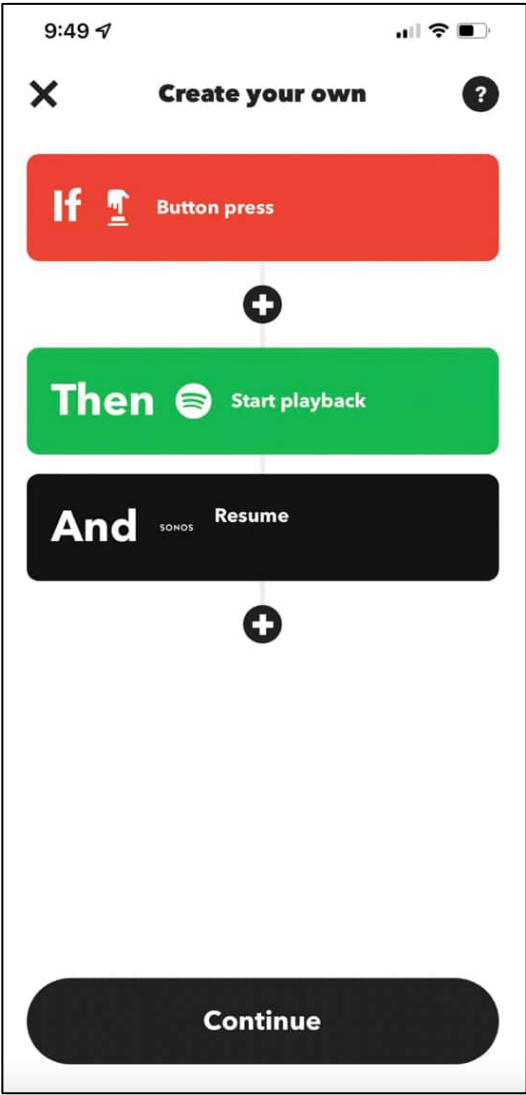 9:49
Create your own
?
If Button press
Then Start playback
And SONOS Resume
Continue